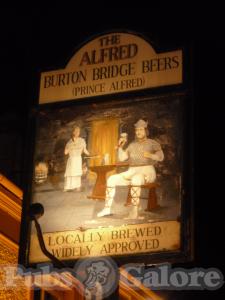 THE
ALFRED
BURTON BRIDGE BEERS
(PRINCE ALFRED)
LOCALLY BREWED
WIDELY APPROVED
Pubs Galore